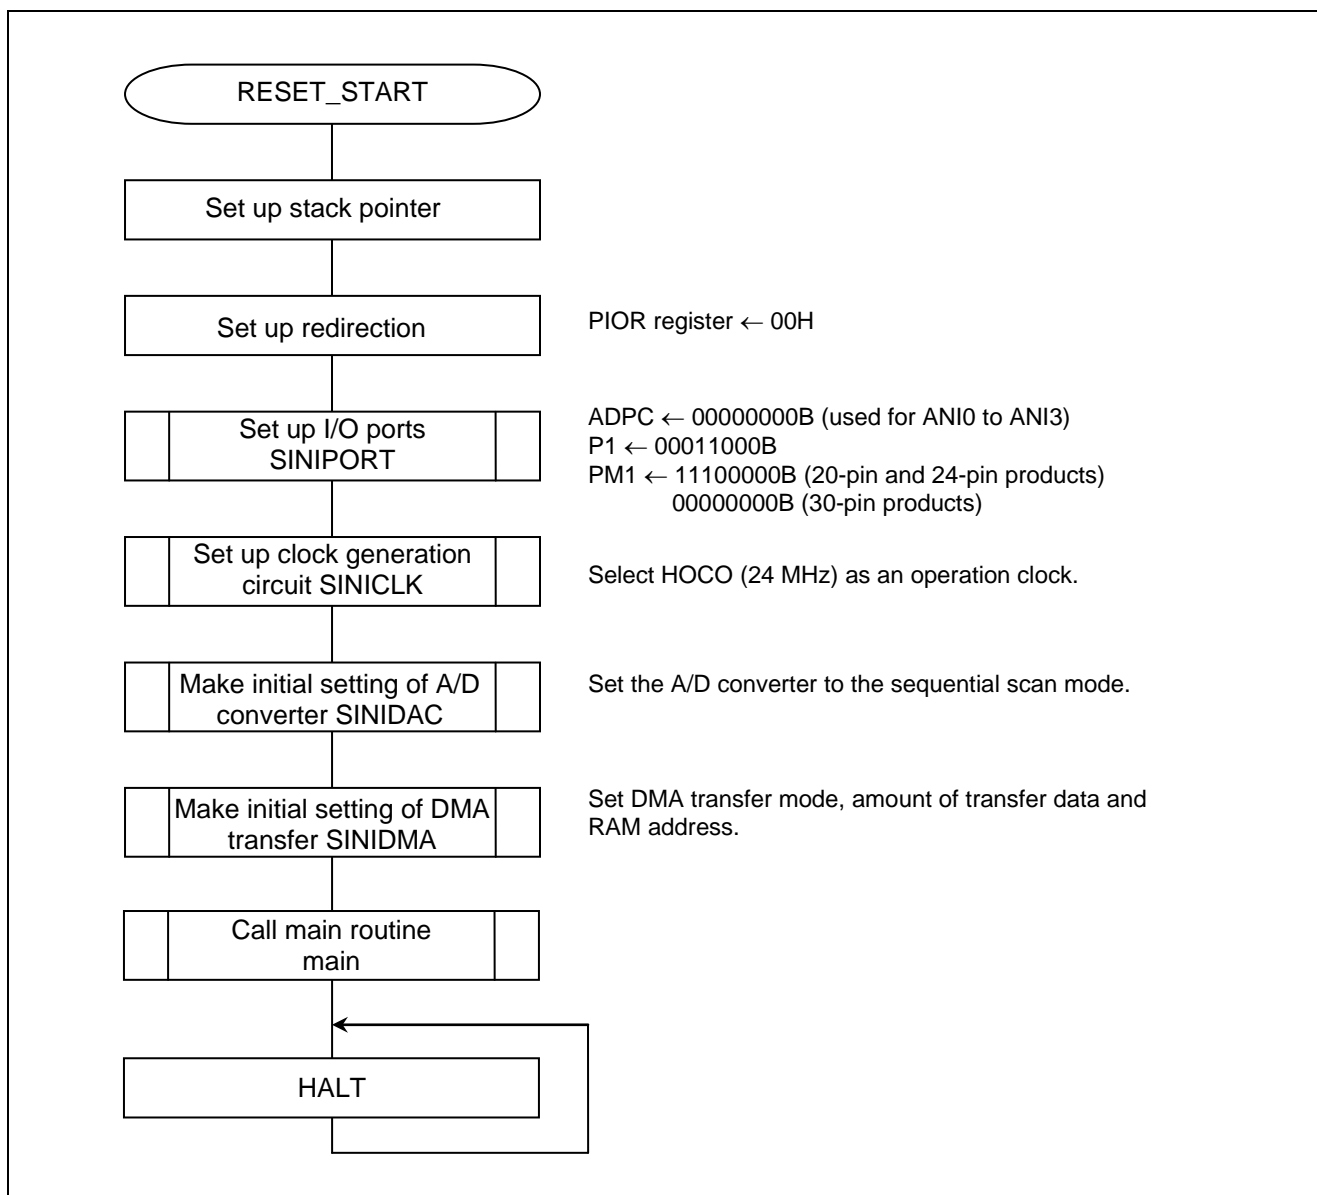 RESET_START
Set up stack pointer
Set up redirection
PIOR register ← 00H
Set up I/O ports
SINIPORT
ADPC ← 00000000B (used for ANI0 to ANI3)
P1 ← 00011000B
PM1 ← 11100000B (20-pin and 24-pin products)
00000000B (30-pin products)
Set up clock generation
circuit SINICLK
Select HOCO (24 MHz) as an operation clock.
Make initial setting of A/D
converter SINIDAC
Set the A/D converter to the sequential scan mode.
Make initial setting of DMA
transfer SINIDMA
Set DMA transfer mode, amount of transfer data and
RAM address.
Call main routine
main
HALT